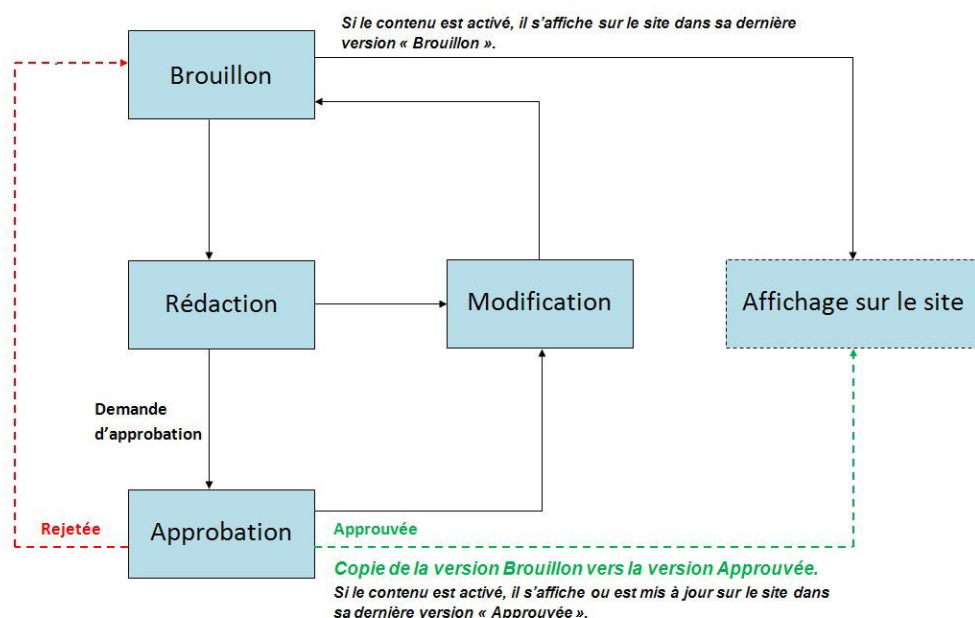 Si le contenu est activé, il s’affiche sur le site dans sa dernière
version « Brouillon ».
Brouillon
Rédaction
Modification
Affichage sur le site
Demande
d’approbation
Approbation
Rejetée
Approuvée
Copie de la version Brouillon vers la version Approuvée.
Si le contenu est activé, il s’affiche ou est mis à jour sur le site dans
sa dernière version « Approuvée ».